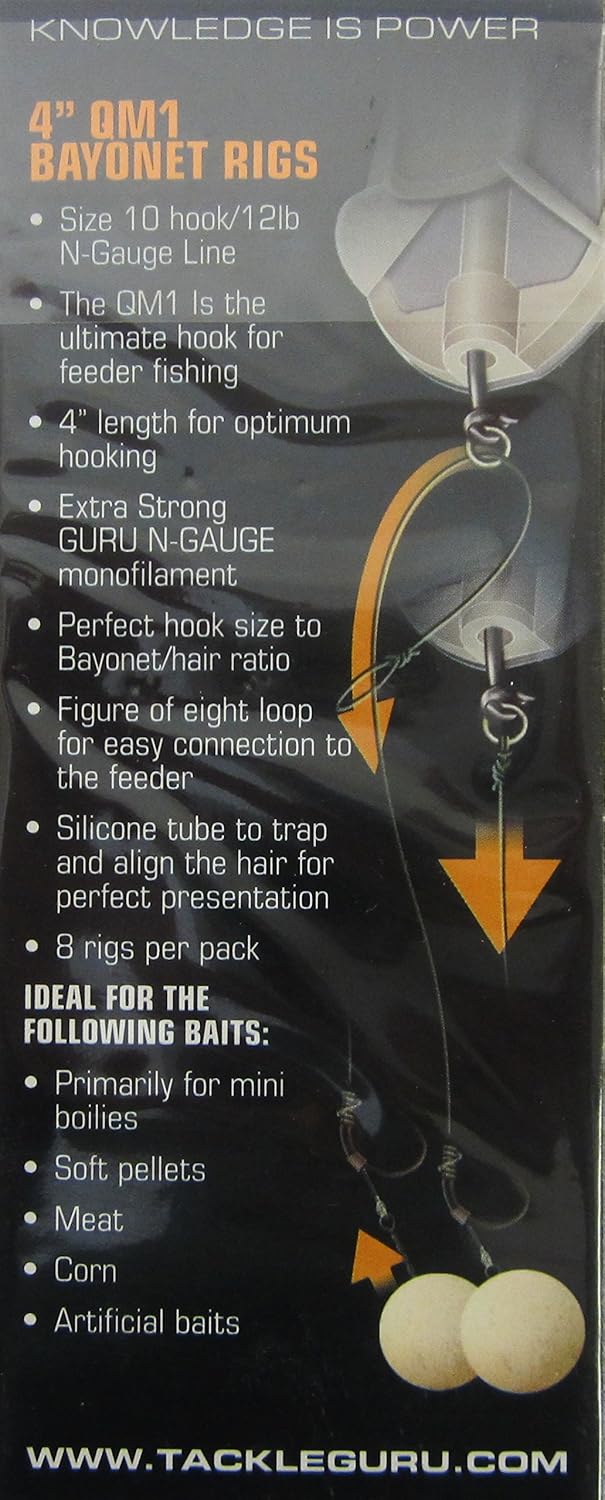 KNOWLEDGE IS POWER
4” QM1
BAYONET RIGS
• Size 10 hook/12lb
N-Gauge Line
• The QM1 Is the
ultimate hook for
feeder fishing
• 4” length for optimum
hooking
• Extra Strong
GURU N-GAUGE
monofilament
• Perfect hook size to
Bayonet/hair ratio
• Figure of eight loop
for easy connection to
the feeder
• Silicone tube to trap
and align the hair for
perfect presentation
• 8 rigs per pack
IDEAL FOR THE
FOLLOWING BAITS:
• Primarily for mini
boilies
• Soft pellets
• Meat
• Corn
• Artificial baits
WWW.TACKLEGURU.COM